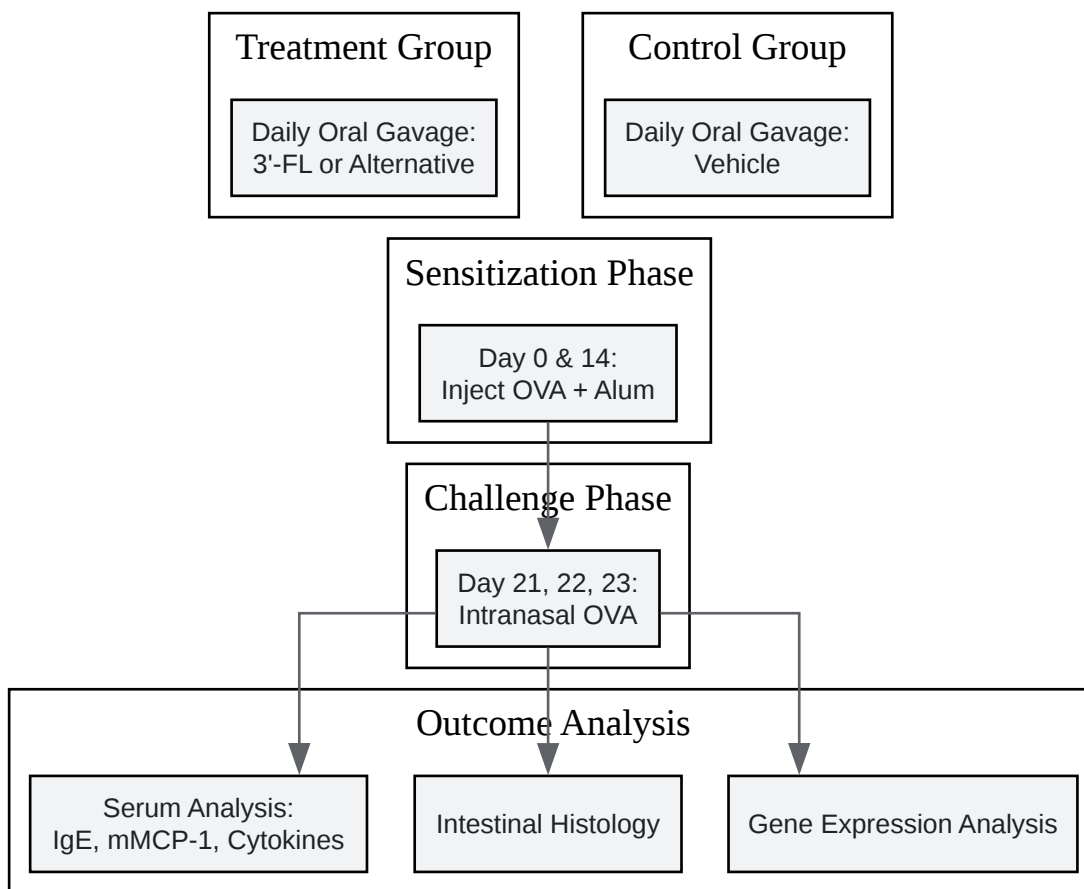 Treatment Group
Daily Oral Gavage:
3'-FL or Alternative
Control Group
Daily Oral Gavage:
Vehicle
Sensitization Phase
Day 0 & 14:
Inject OVA + Alum
Challenge Phase
Day 21, 22, 23:
Intranasal OVA
Outcome Analysis
Serum Analysis:
IgE, mMCP-1, Cytokines
Intestinal Histology
Gene Expression Analysis